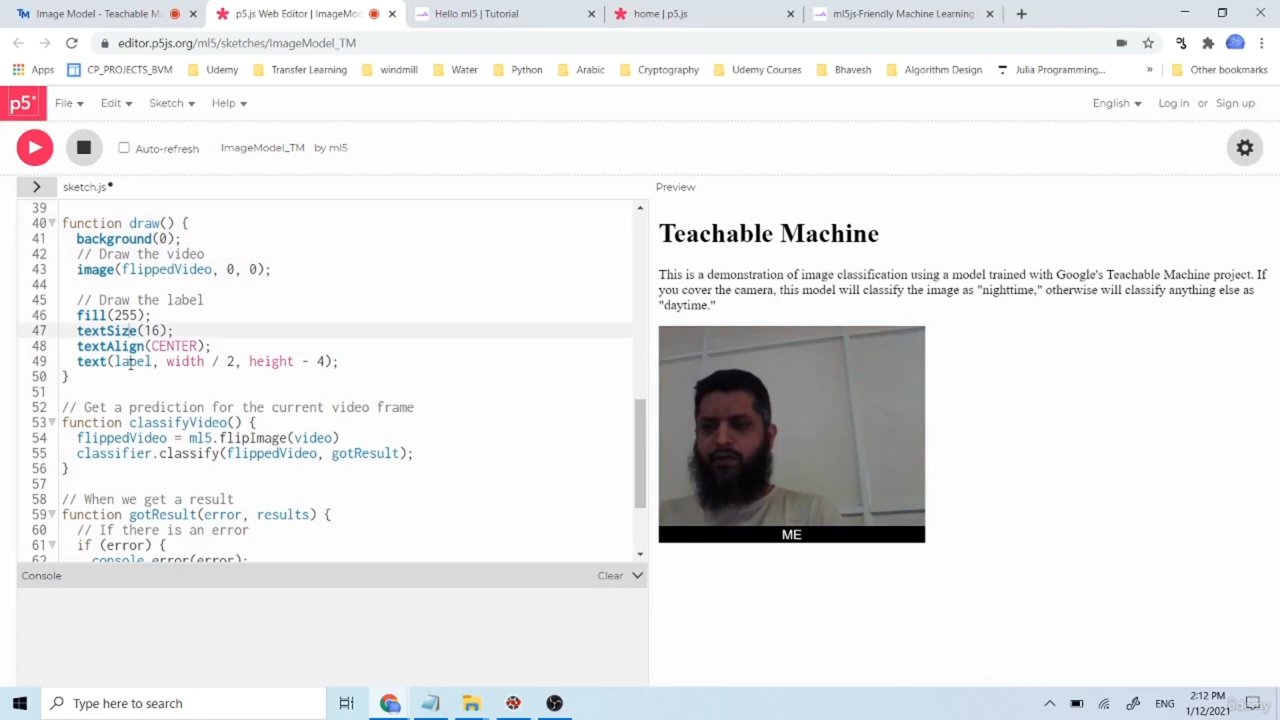 Image Model - Teachable Ma
p5.js Web Editor | ImageMod
Hello ml5 | Tutorial
home | p5.js
ml5js·Friendly Machine Learning
editor.p5js.org/ml5/sketches/ImageModel_TM
Apps
CP_PROJECTS_BVM
Udemy
Transfer Learning
windmill
Water
Python
Arabic
Cryptography
Udemy Courses
Bhavesh
Algorithm Design
Julia Programming...
»
Other bookmarks
p5*
File
Edit
Sketch
Help
English
Log in or Sign up
Auto-refresh
ImageModel_TM by ml5
sketch.js
Preview
39
40 function draw() {
41 background(0);
42 // Draw the video
43 image(flippedVideo, 0, 0);
44
45 // Draw the label
46 fill(255);
47 textSize(16);
48 textAlign(CENTER);
49 text(label, width / 2, height - 4);
50 }
51
52 // Get a prediction for the current video frame
53 function classifyVideo() {
54 flippedVideo = ml5.flipImage(video)
55 classifier.classify(flippedVideo, gotResult);
56 }
57
58 // When we get a result
59 function gotResult(error, results) {
60 // If there is an error
61 if (error) {
62 console.error(error);
Teachable Machine
This is a demonstration of image classification using a model trained with Google's Teachable Machine project. If
you cover the camera, this model will classify the image as "nighttime," otherwise will classify anything else as
"daytime."
ME
Console
Clear
Type here to search
ENG
2:12 PM
1/12/2021
Udemy